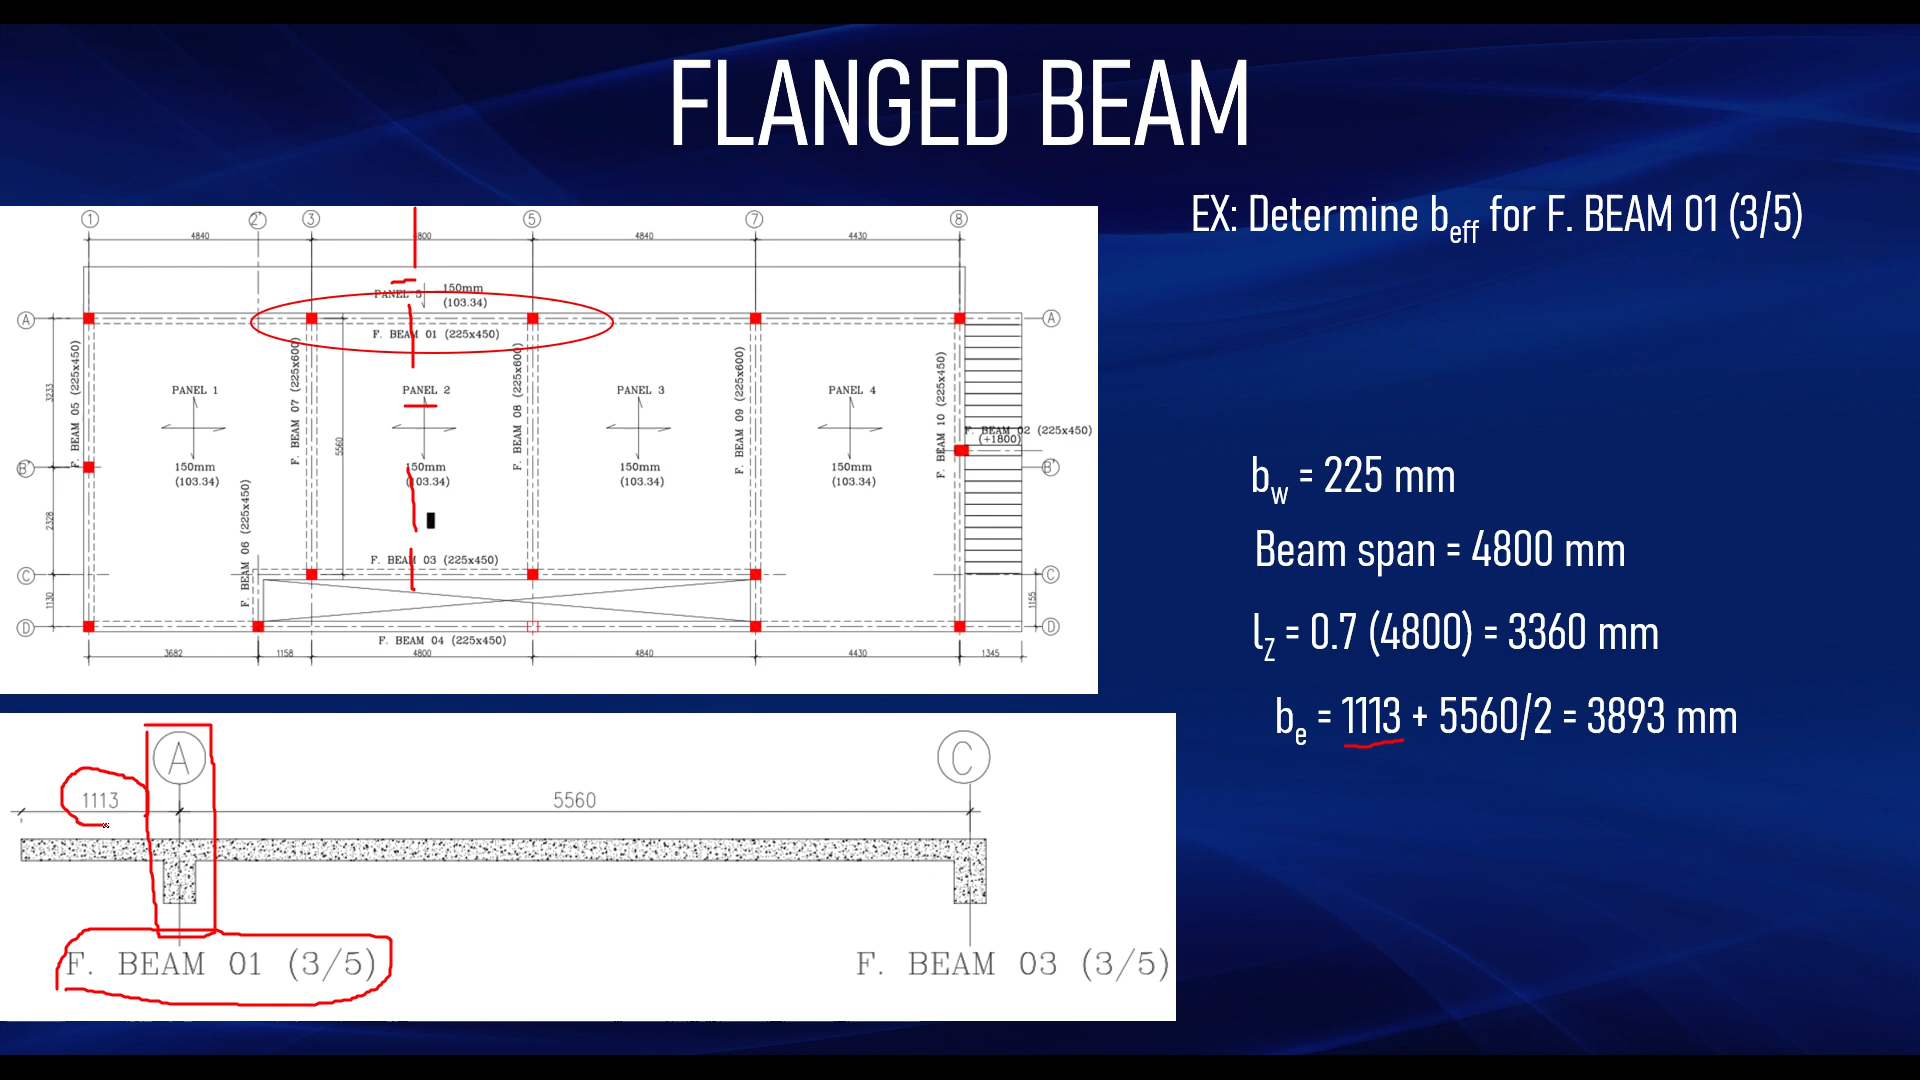 FLANGED BEAM
EX: Determine beff for F. BEAM 01 (3/5)
1 2' 3 5 7 8
4840 4800 4840 4430
PANEL 5 150mm
(103.34)
A A
F. BEAM 01 (225x450)
F. BEAM 05 (225x450)
F. BEAM 07 (225x600)
F. BEAM 08 (225x600)
F. BEAM 09 (225x600)
F. BEAM 10 (225x450)
3233
PANEL 1 PANEL 2 PANEL 3 PANEL 4
5560
F. BEAM 02 (225x450)
(+1800)
B' B'
150mm 150mm 150mm 150mm
(103.34) (103.34) (103.34) (103.34)
F. BEAM 06 (225x450)
2328
F. BEAM 03 (225x450)
C C
1130 1155
D D
F. BEAM 04 (225x450)
3682 1158 4800 4840 4430 1345
bw = 225 mm
Beam span = 4800 mm
lz = 0.7 (4800) = 3360 mm
be = 1113 + 5560/2 = 3893 mm
A C
1113 5560
F. BEAM 01 (3/5) F. BEAM 03 (3/5)